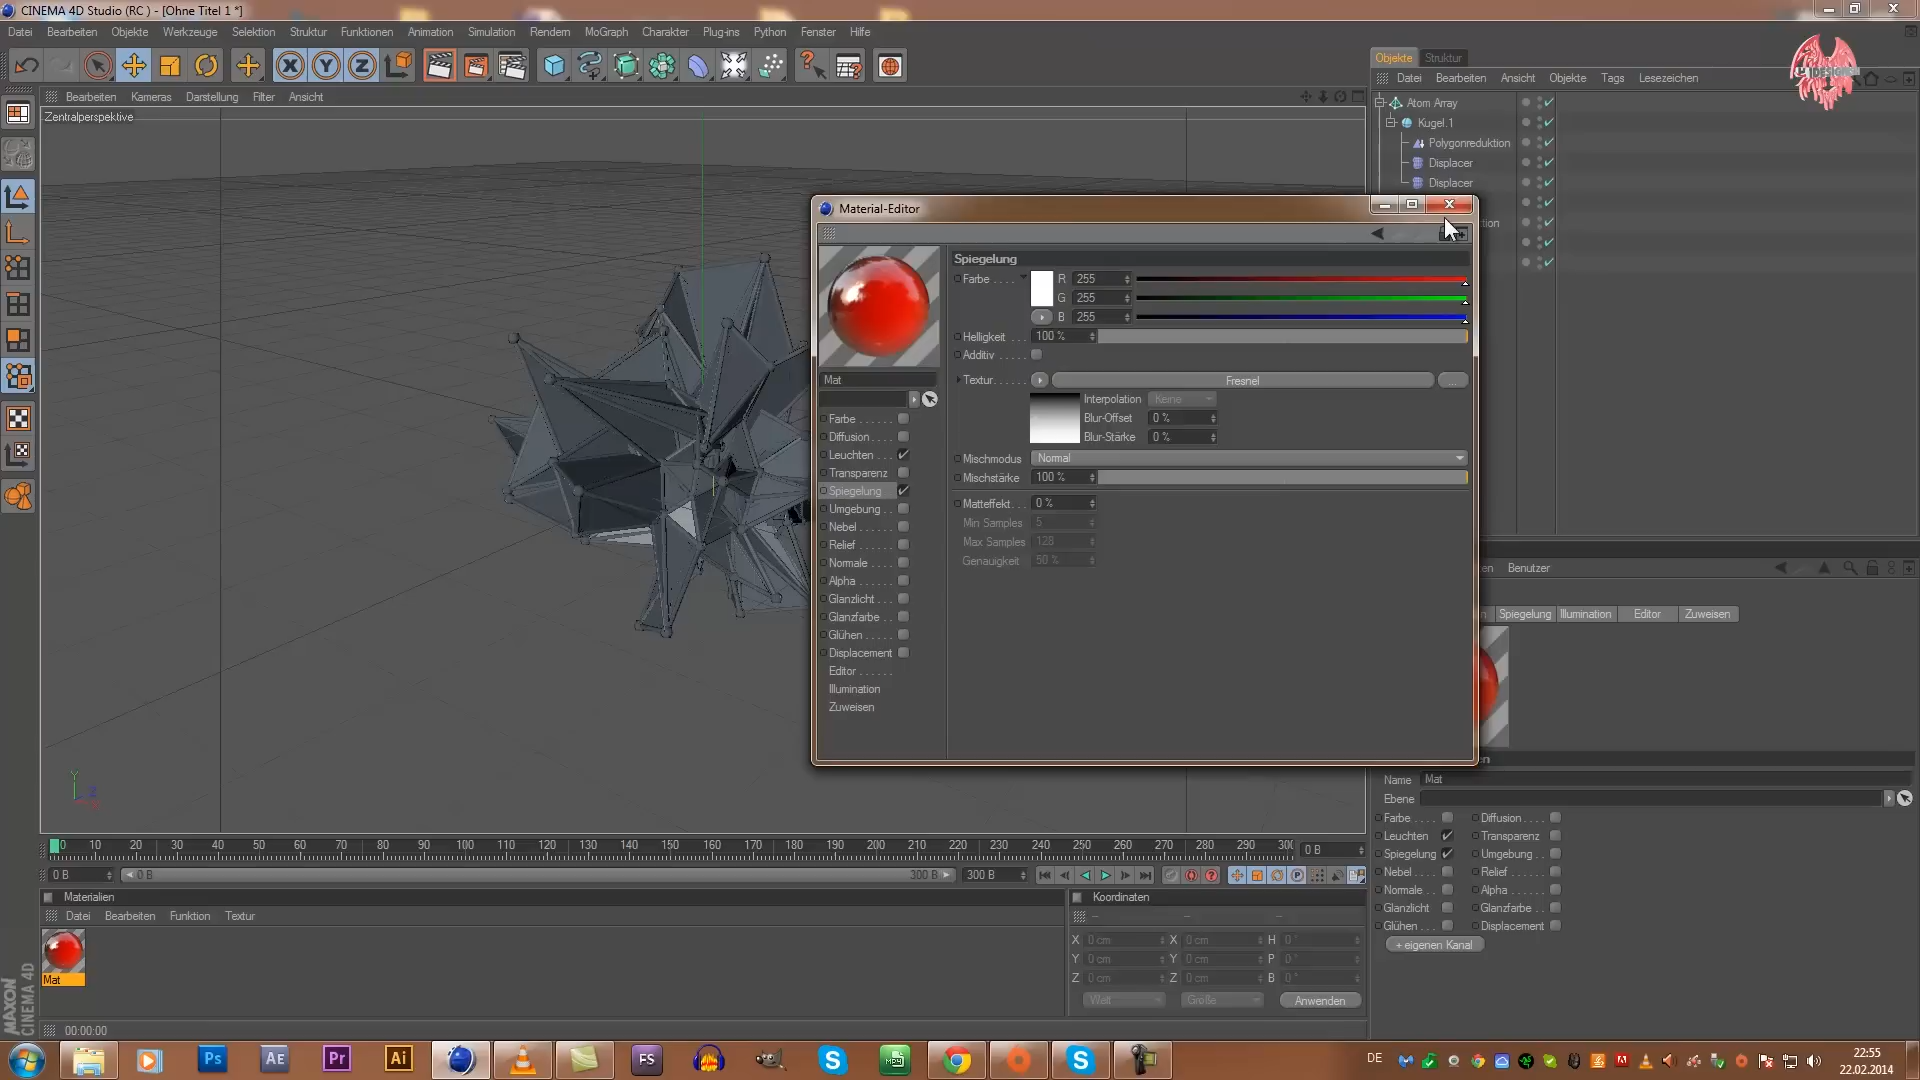 CINEMA 4D Studio (RC ) - [Ohne Titel 1 *]
Datei Bearbeiten Objekte Werkzeuge Selektion Struktur Funktionen Animation Simulation Rendern MoGraph Charakter Plug-ins Python Fenster Hilfe
X Y Z
Bearbeiten Kameras Darstellung Filter Ansicht
Zentralperspektive
Objekte Struktur
Datei Bearbeiten Ansicht Objekte Tags Lesezeichen
Atom Array
Kugel.1
Polygonreduktion
Displacer
Displacer
Material-Editor
Spiegelung
Farbe . . . . R 255
G 255
B 255
Helligkeit . . . 100 %
Additiv . . . . .
Textur. . . . . . Fresnel ...
Interpolation Keine
Blur-Offset 0 %
Blur-Stärke 0 %
Mischmodus Normal
Mischstärke 100 %
Matteffekt . . 0 %
Min Samples 5
Max Samples 128
Genauigkeit 50 %
Mat
Farbe
Diffusion
Leuchten
Transparenz
Spiegelung
Umgebung
Nebel
Relief
Normale
Alpha
Glanzlicht
Glanzfarbe
Glühen
Displacement
Editor
Illumination
Zuweisen
Benutzer
Spiegelung Illumination Editor Zuweisen
Name Mat
Ebene
Farbe Diffusion
Leuchten Transparenz
Spiegelung Umgebung
Nebel Relief
Normale Alpha
Glanzlicht Glanzfarbe
Glühen Displacement
+ eigenen Kanal
Y Z X
0 10 20 30 40 50 60 70 80 90 100 110 120 130 140 150 160 170 180 190 200 210 220 230 240 250 260 270 280 290 300 0 B
0 B 0 B 300 B 300 B
Materialien
Datei Bearbeiten Funktion Textur
Mat
Koordinaten
-- -- --
X 0 cm X 0 cm H 0 °
Y 0 cm Y 0 cm P 0 °
Z 0 cm Z 0 cm B 0 °
Welt Größe Anwenden
MAXON
CINEMA 4D
00:00:00
Ps Ae Pr Ai FS MP4
DE
22:55
22.02.2014